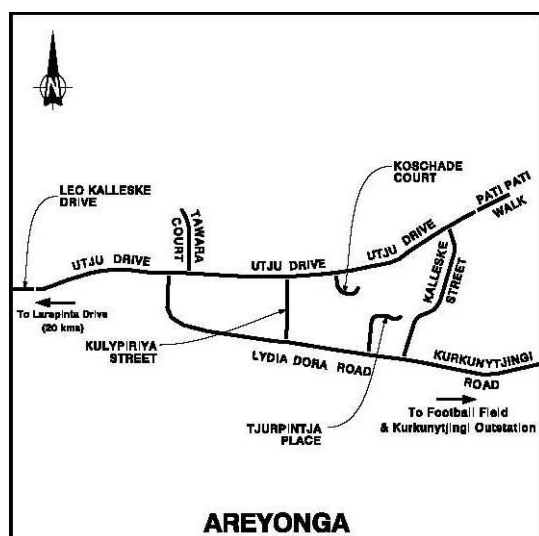 N
KOSCHADE
COURT
LEO KALLESKE
DRIVE
PATI PATI
WALK
TAWARA
COURT
UTJU DRIVE
UTJU DRIVE
UTJU DRIVE
KALLESKE
STREET
To Larapinta Drive
(20 kms)
KULYPIRIYA
STREET
LYDIA DORA ROAD
KURKUNYTJINGI
ROAD
TJURPINTJA
PLACE
To Football Field
& Kurkunytjingi Outstation
AREYONGA